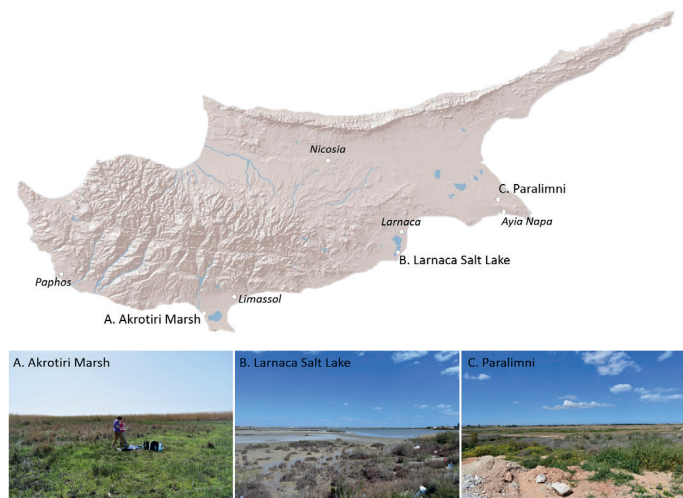 Nicosia
C. Paralimni
Larnaca
Ayia Napa
B. Larnaca Salt Lake
Paphos
Limassol
A. Akrotiri Marsh
A. Akrotiri Marsh
B. Larnaca Salt Lake
C. Paralimni